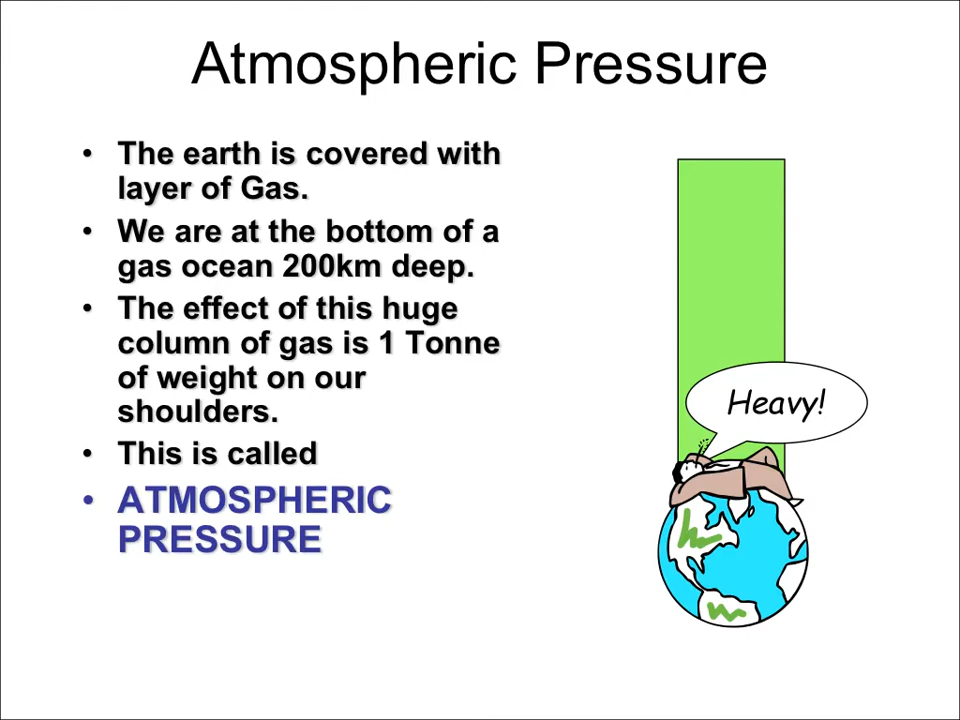 Atmospheric Pressure
• The earth is covered with
layer of Gas.
• We are at the bottom of a
gas ocean 200km deep.
• The effect of this huge
column of gas is 1 Tonne
of weight on our
shoulders.
• This is called
• ATMOSPHERIC
PRESSURE
Heavy!